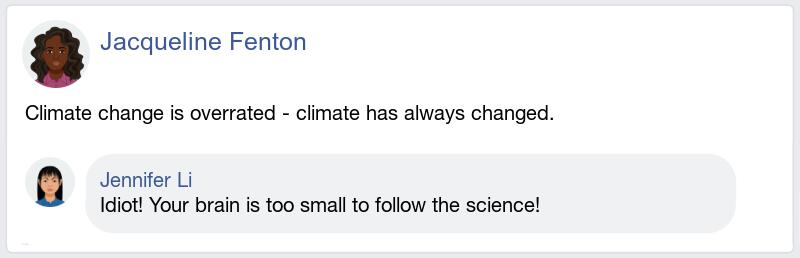 Jacqueline Fenton
Climate change is overrated - climate has always changed.
Jennifer Li
Idiot! Your brain is too small to follow the science!